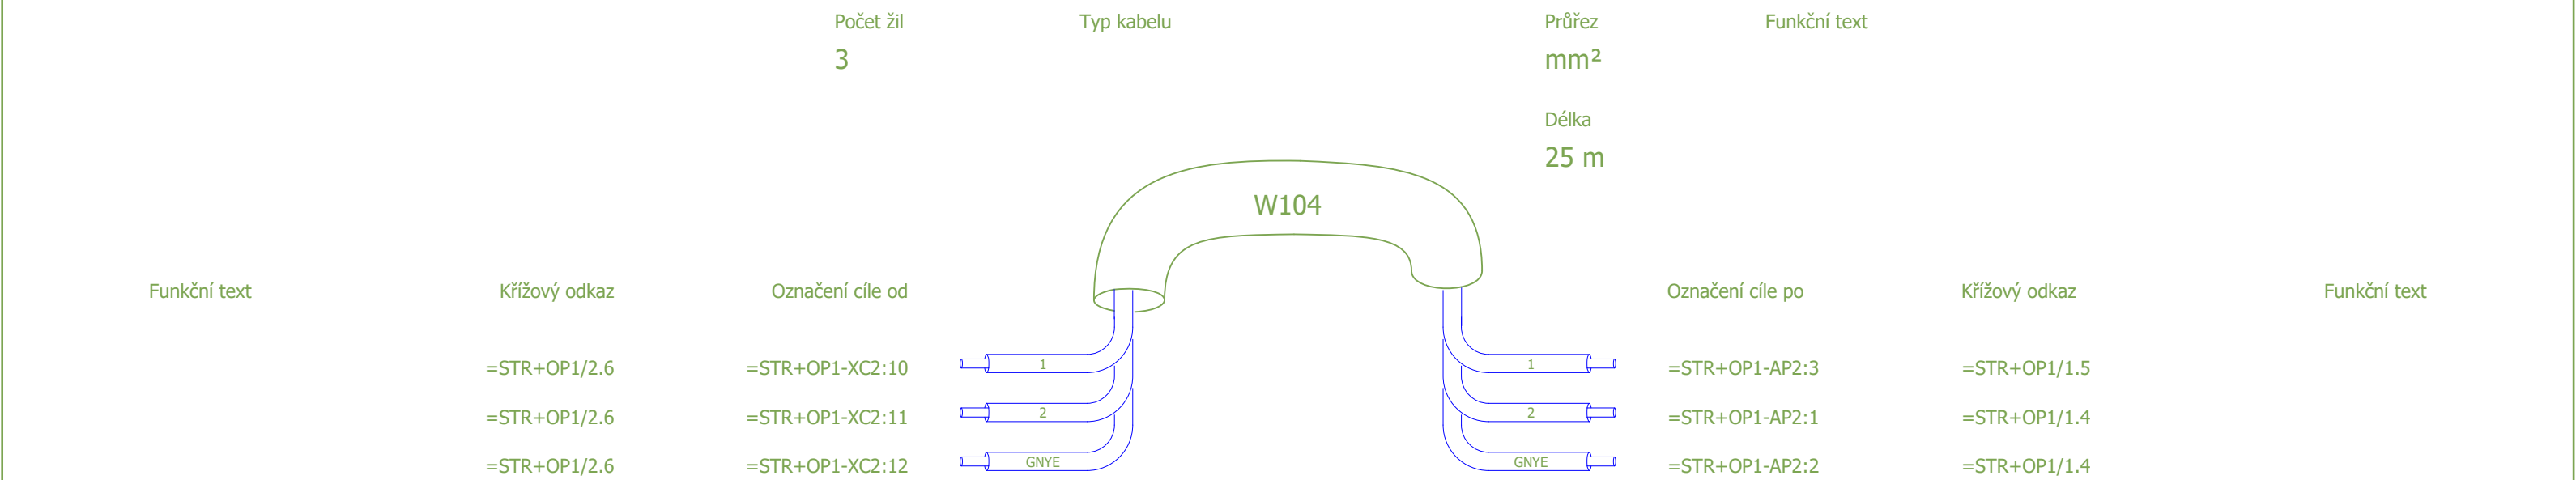 Počet žil Typ kabelu Průřez Funkční text
3 mm²
Délka
25 m
W104
Funkční text Křížový odkaz Označení cíle od Označení cíle po Křížový odkaz Funkční text
=STR+OP1/2.6 =STR+OP1-XC2:10 1 1 =STR+OP1-AP2:3 =STR+OP1/1.5
=STR+OP1/2.6 =STR+OP1-XC2:11 2 2 =STR+OP1-AP2:1 =STR+OP1/1.4
=STR+OP1/2.6 =STR+OP1-XC2:12 GNYE GNYE =STR+OP1-AP2:2 =STR+OP1/1.4